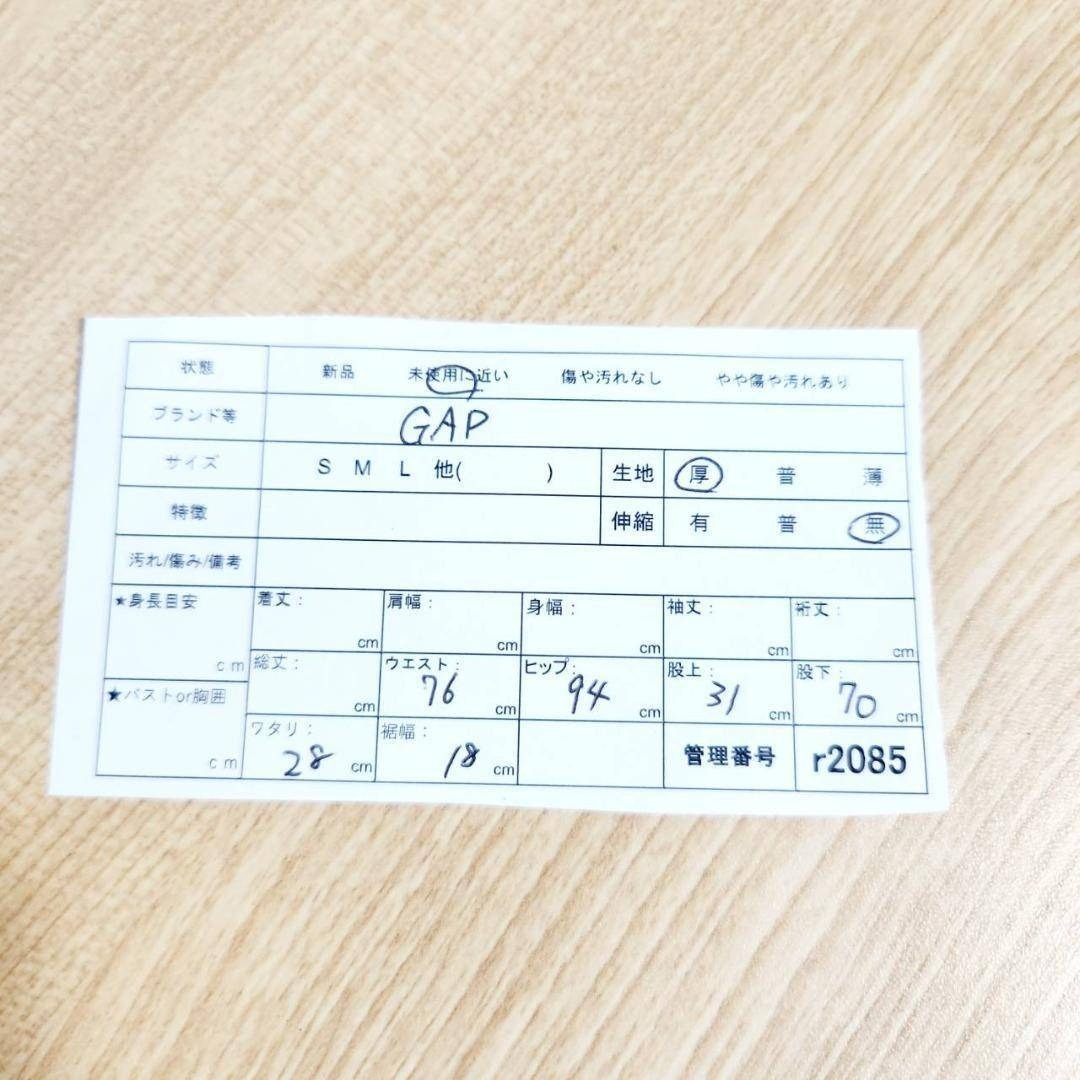 状態 新品 未使用に近い 傷や汚れなし やや傷や汚れあり
ブランド等 GAP
サイズ S M L 他( ) 生地 厚 普 薄
特徴 伸縮 有 普 無
汚れ/傷み/備考
★身長目安 cm 着丈: cm 肩幅: cm 身幅: cm 袖丈: cm 裄丈: cm
総丈: cm ウエスト: 76 cm ヒップ: 94 cm 股上: 31 cm 股下: 70 cm
★バストor胸囲 cm ワタリ: 28 cm 裾幅: 18 cm 管理番号 r2085